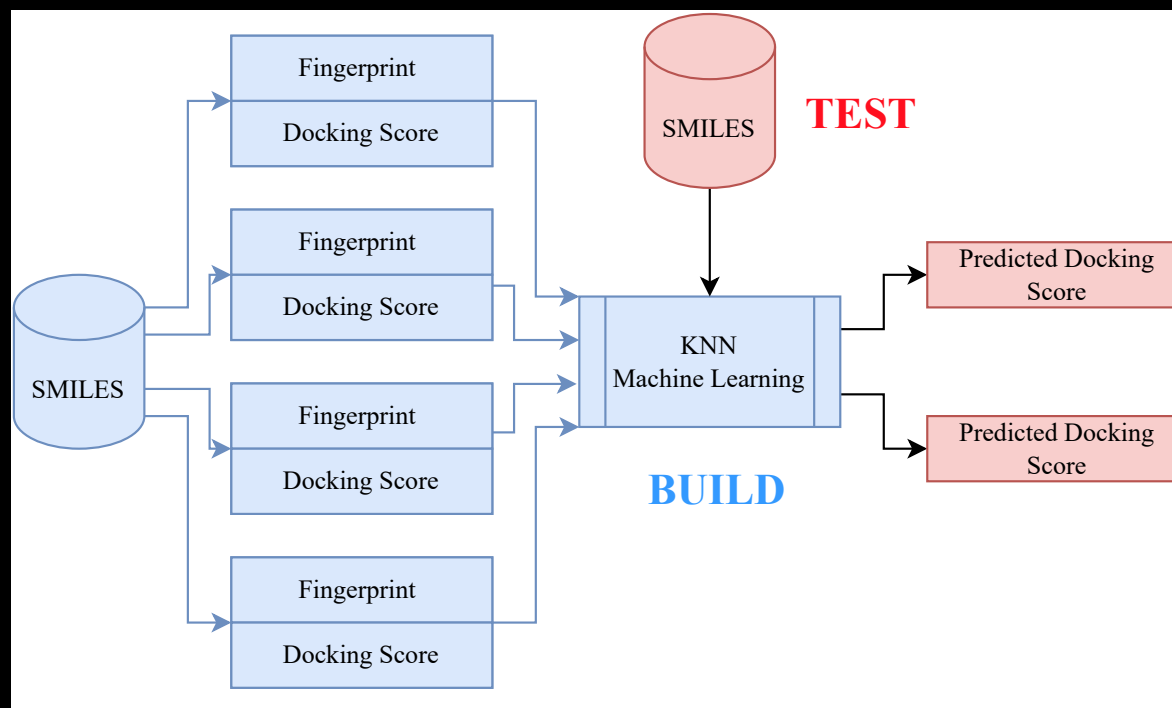 Fingerprint
Docking Score
Fingerprint
Docking Score
SMILES
Fingerprint
Docking Score
Fingerprint
Docking Score
SMILES
TEST
KNN
Machine Learning
BUILD
Predicted Docking
Score
Predicted Docking
Score